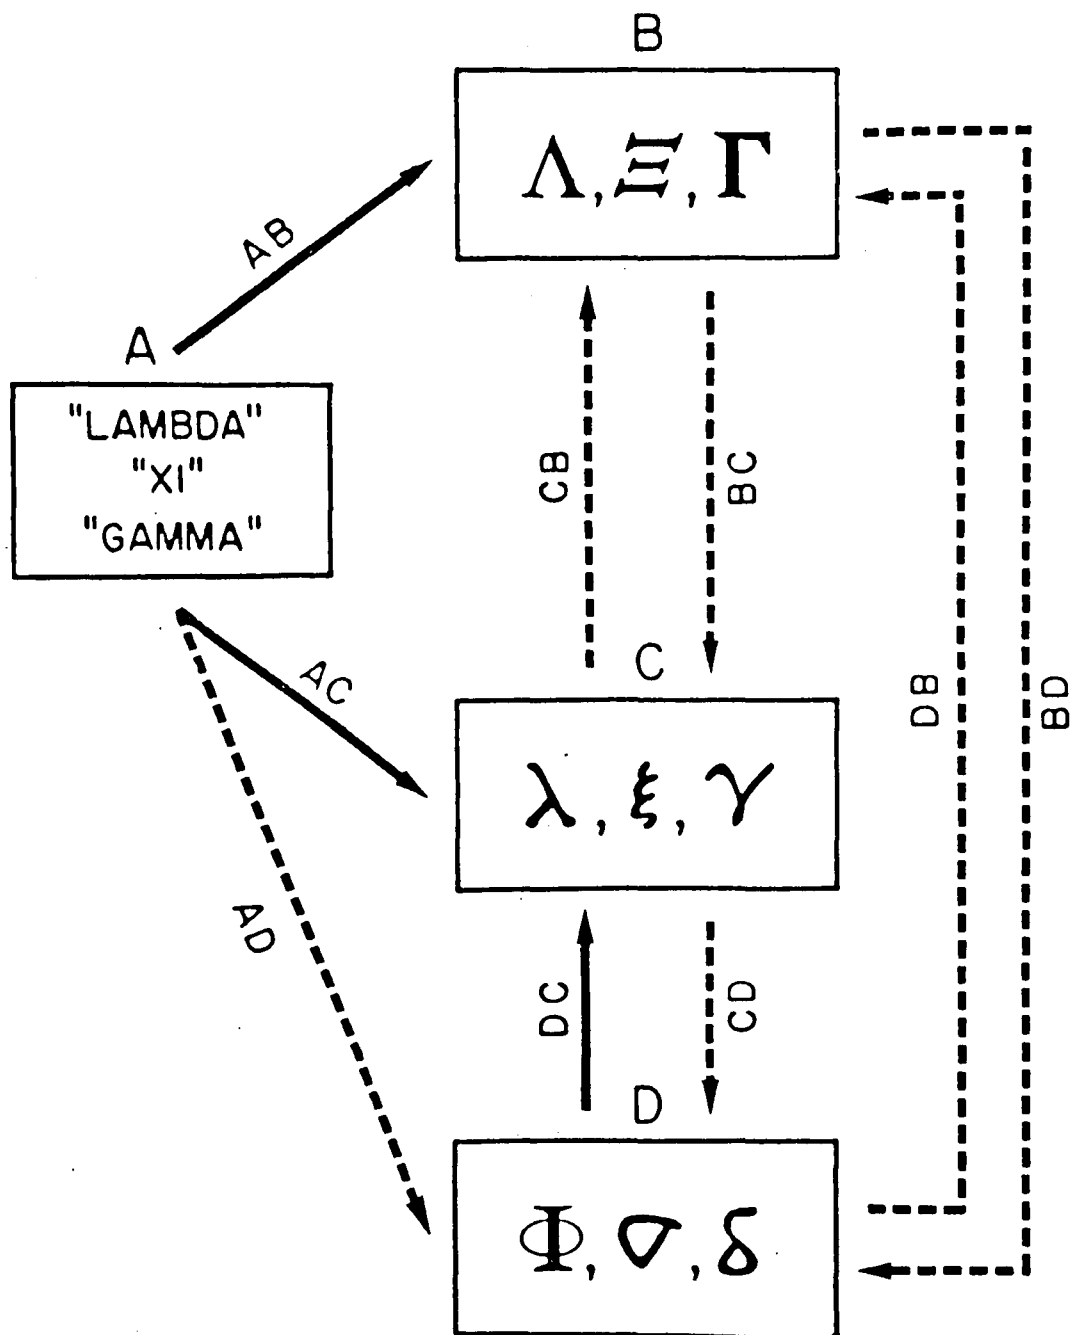 B
Λ, Ξ, Γ
AB
A
"LAMBDA"
"XI"
"GAMMA"
CB
BC
AC
C
λ, ξ, γ
DB
BD
AD
DC
CD
D
Φ, σ, δ